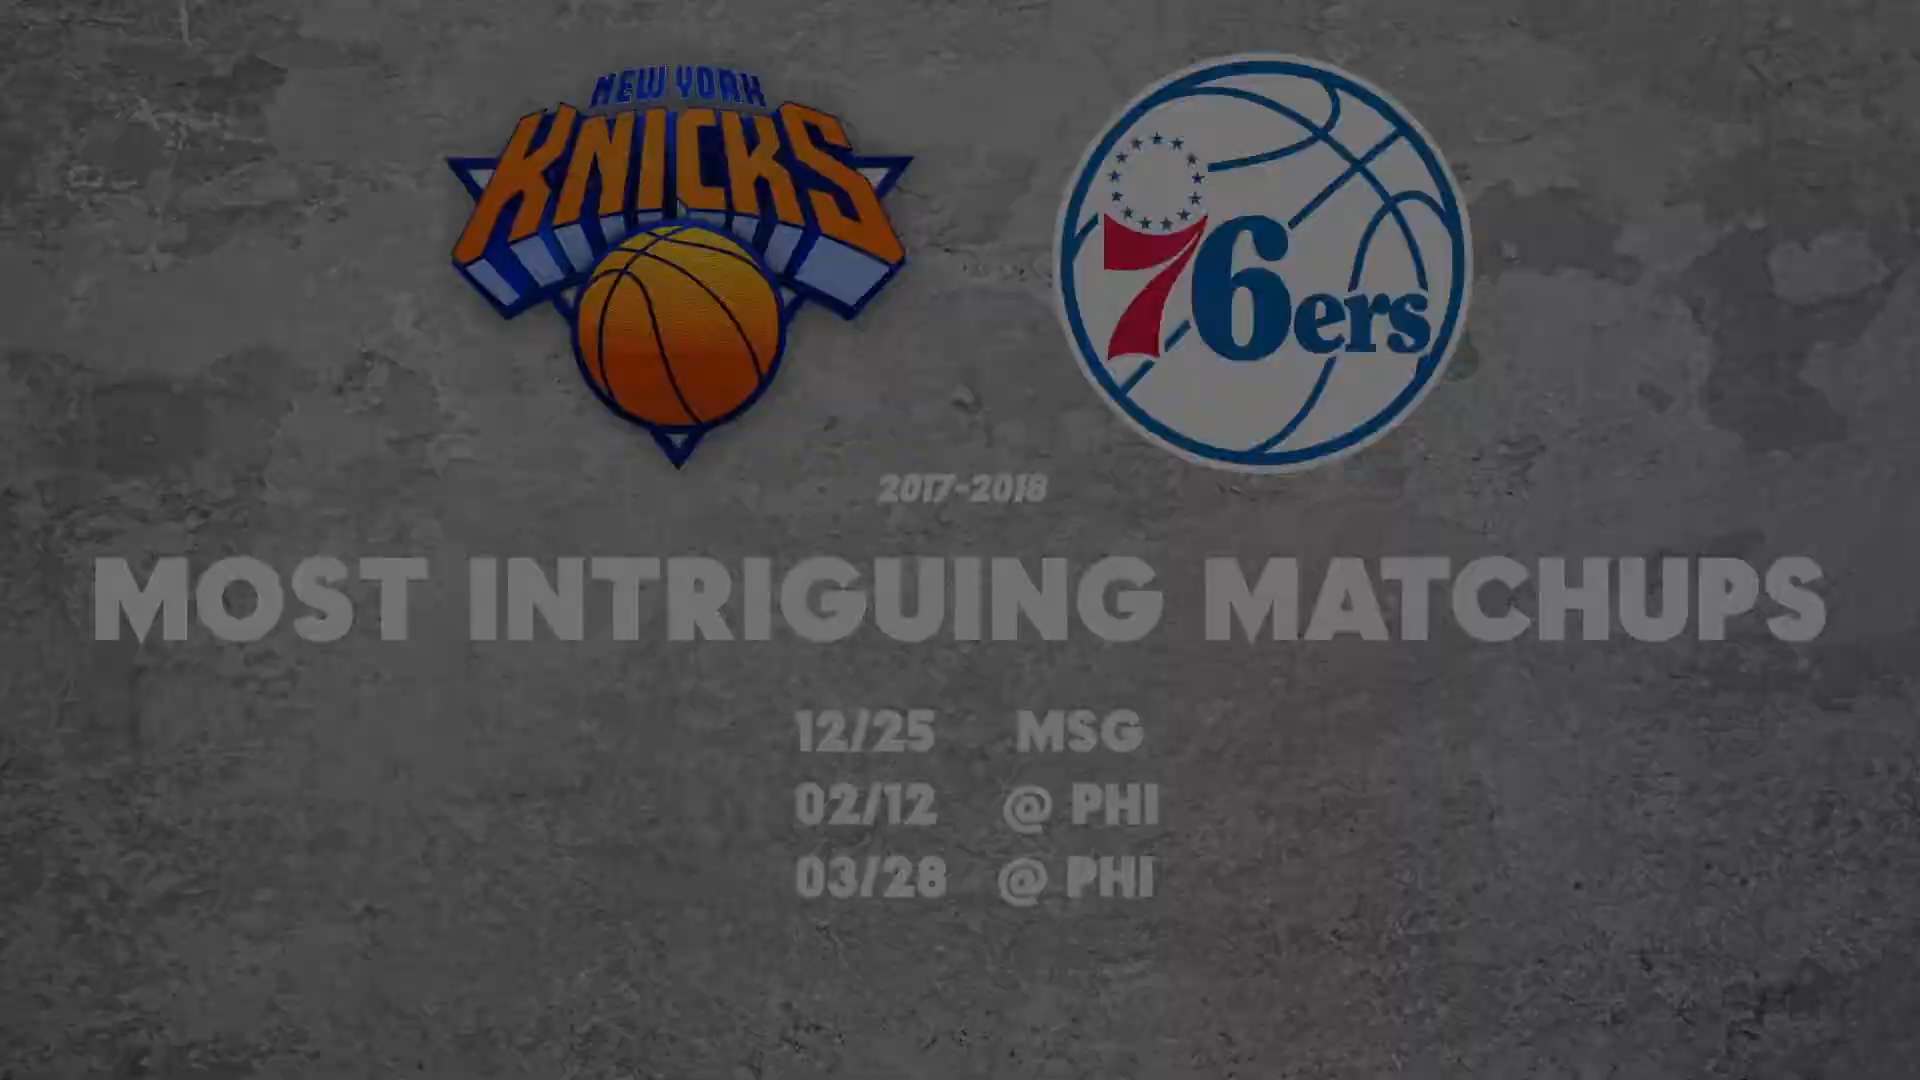 NEW YORK
KNICKS
76ers
2017-2018
MOST INTRIGUING MATCHUPS
12/25 MSG
02/12 @ PHI
03/28 @ PHI